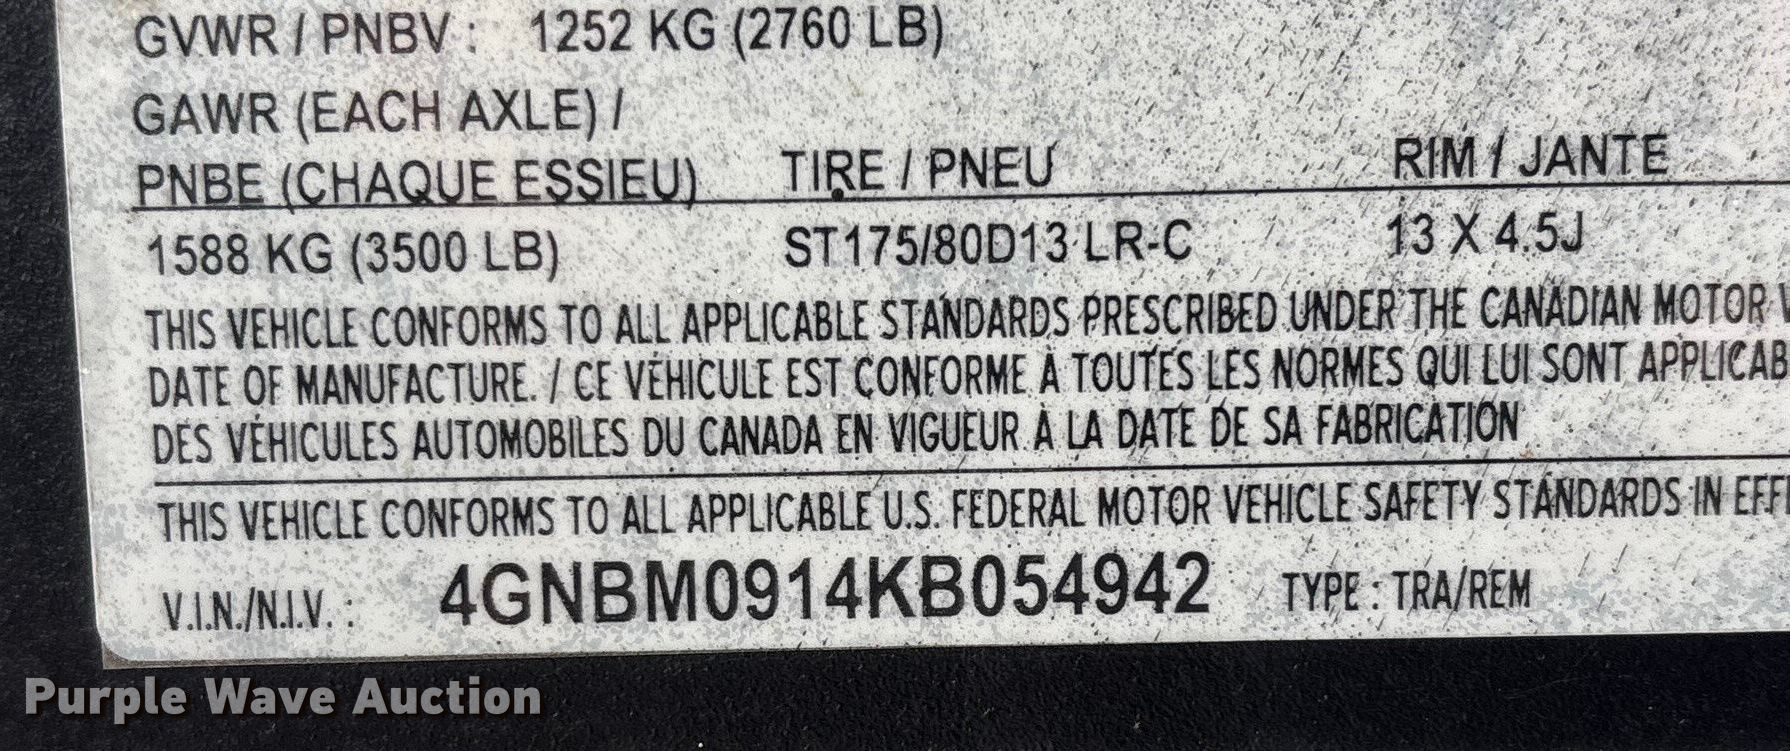 GVWR / PNBV : 1252 KG (2760 LB)
GAWR (EACH AXLE) /
PNBE (CHAQUE ESSIEU) TIRE / PNEU RIM / JANTE
1588 KG (3500 LB) ST175/80D13 LR-C 13 X 4.5J
THIS VEHICLE CONFORMS TO ALL APPLICABLE STANDARDS PRESCRIBED UNDER THE CANADIAN MOTOR
DATE OF MANUFACTURE. / CE VÉHICULE EST CONFORME À TOUTES LES NORMES QUI LUI SONT APPLICAB
DES VÉHICULES AUTOMOBILES DU CANADA EN VIGUEUR À LA DATE DE SA FABRICATION
THIS VEHICLE CONFORMS TO ALL APPLICABLE U.S. FEDERAL MOTOR VEHICLE SAFETY STANDARDS IN EFF
V.I.N./N.I.V. : 4GNBM0914KB054942 TYPE : TRA/REM
Purple Wave Auction